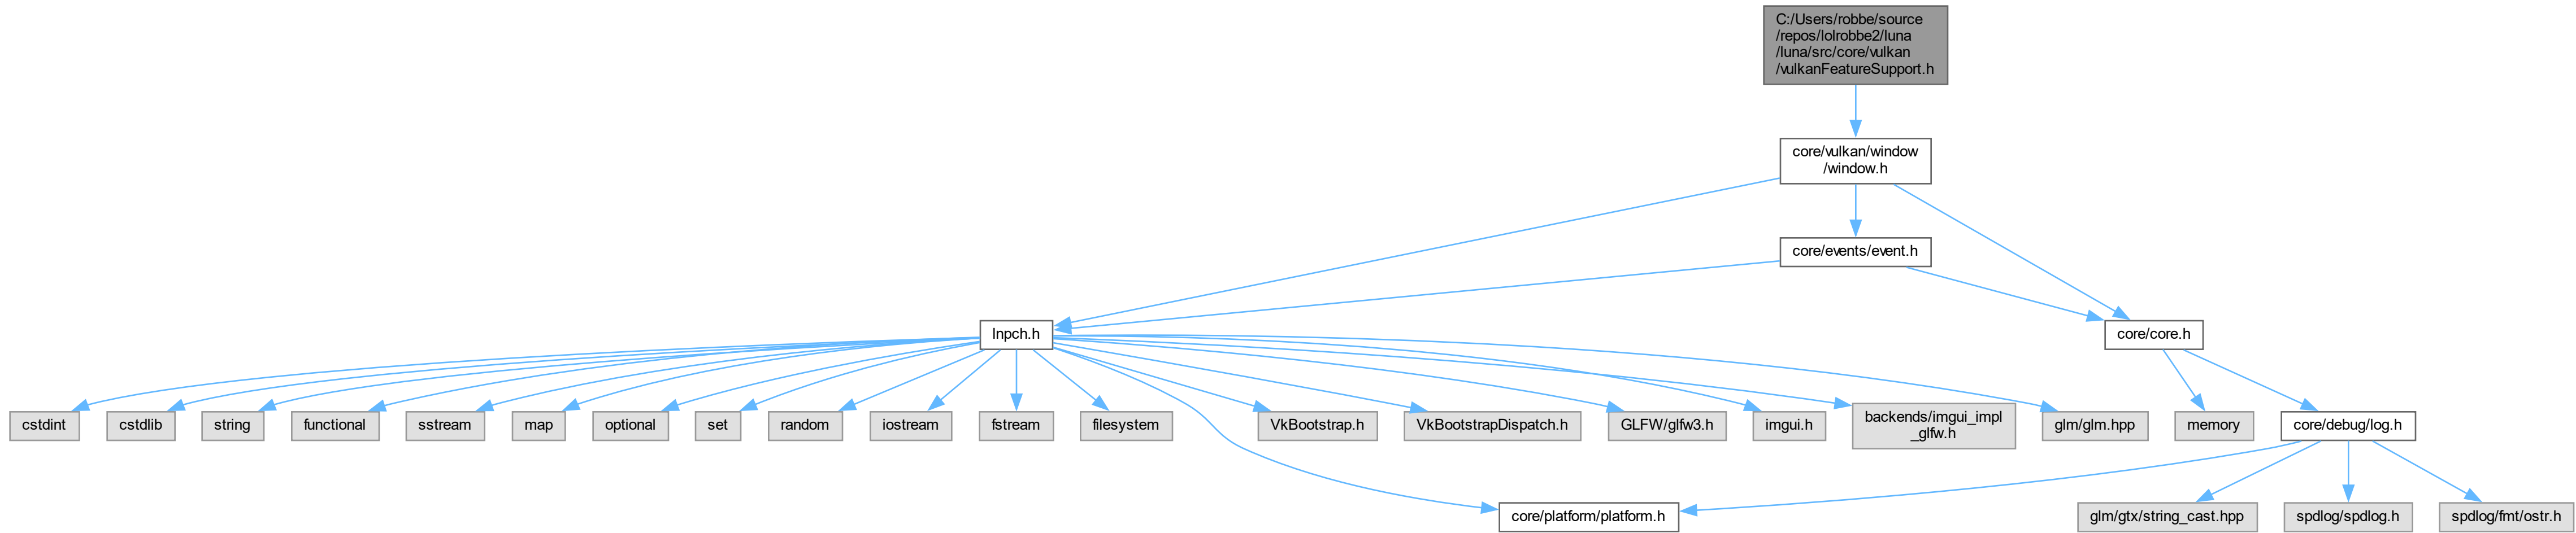 C:/Users/robbe/source
/repos/lolrobbe2/luna
/luna/src/core/vulkan
/vulkanFeatureSupport.h
core/vulkan/window
/window.h
core/events/event.h
lnpch.h
core/core.h
cstdint
cstdlib
string
functional
sstream
map
optional
set
random
iostream
fstream
filesystem
VkBootstrap.h
VkBootstrapDispatch.h
GLFW/glfw3.h
imgui.h
backends/imgui_impl
_glfw.h
glm/glm.hpp
memory
core/debug/log.h
core/platform/platform.h
glm/gtx/string_cast.hpp
spdlog/spdlog.h
spdlog/fmt/ostr.h